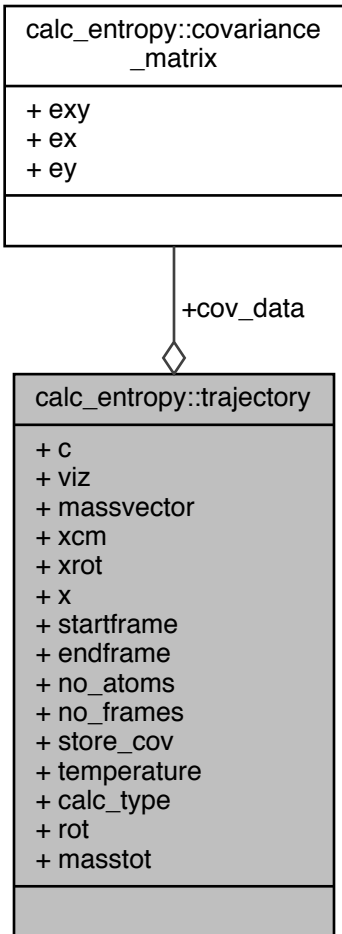 calc_entropy::covariance
_matrix
+ exy
+ ex
+ ey
+cov_data
calc_entropy::trajectory
+ c
+ viz
+ massvector
+ xcm
+ xrot
+ x
+ startframe
+ endframe
+ no_atoms
+ no_frames
+ store_cov
+ temperature
+ calc_type
+ rot
+ masstot